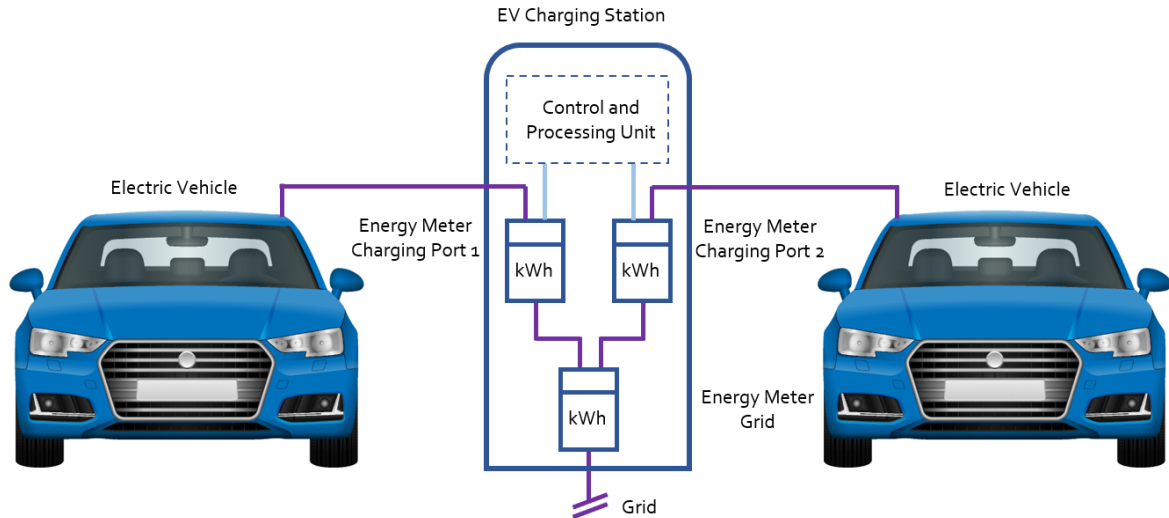 EV Charging Station
Control and
Processing Unit
Electric Vehicle
Electric Vehicle
Energy Meter
Charging Port 1
Energy Meter
Charging Port 2
kWh
kWh
kWh
Energy Meter
Grid
Grid